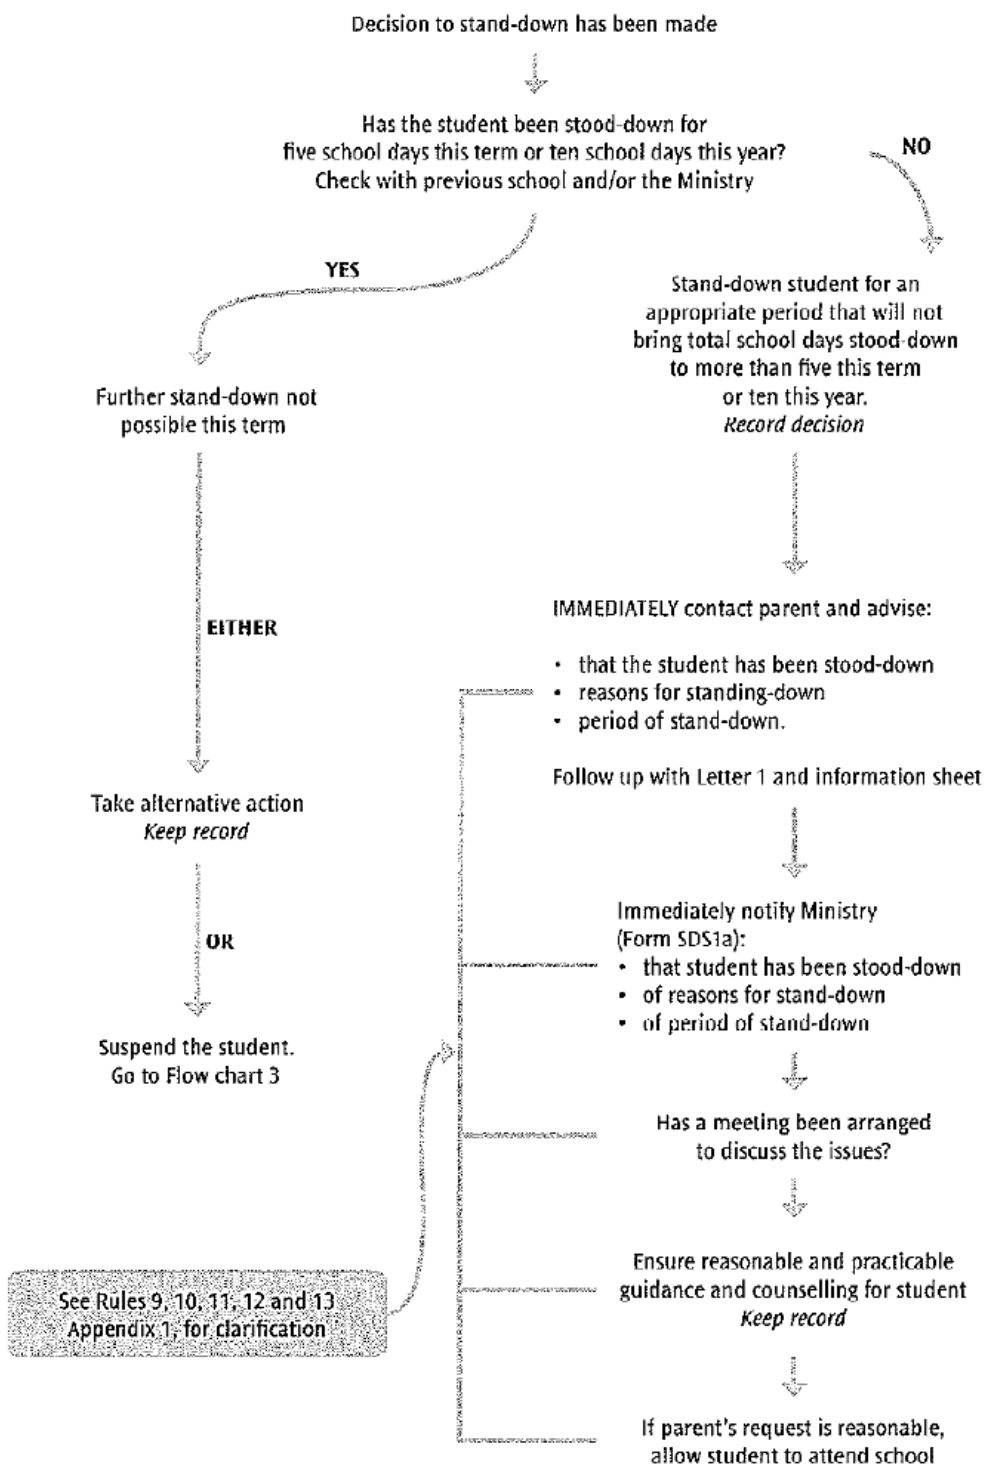 Decision to stand-down has been made
Has the student been stood-down for
five school days this term or ten school days this year?
Check with previous school and/or the Ministry
NO
YES
Stand-down student for an
appropriate period that will not
bring total school days stood-down
to more than five this term
or ten this year.
Record decision
Further stand-down not
possible this term
IMMEDIATELY contact parent and advise:
• that the student has been stood-down
• reasons for standing-down
• period of stand-down.
Follow up with Letter 1 and information sheet
EITHER
Take alternative action
Keep record
OR
Suspend the student.
Go to Flow chart 3
Immediately notify Ministry
(Form SDS1a):
• that student has been stood-down
• of reasons for stand-down
• of period of stand-down
Has a meeting been arranged
to discuss the issues?
Ensure reasonable and practicable
guidance and counselling for student
Keep record
See Rules 9, 10, 11, 12 and 13
Appendix 1, for clarification
If parent's request is reasonable,
allow student to attend school